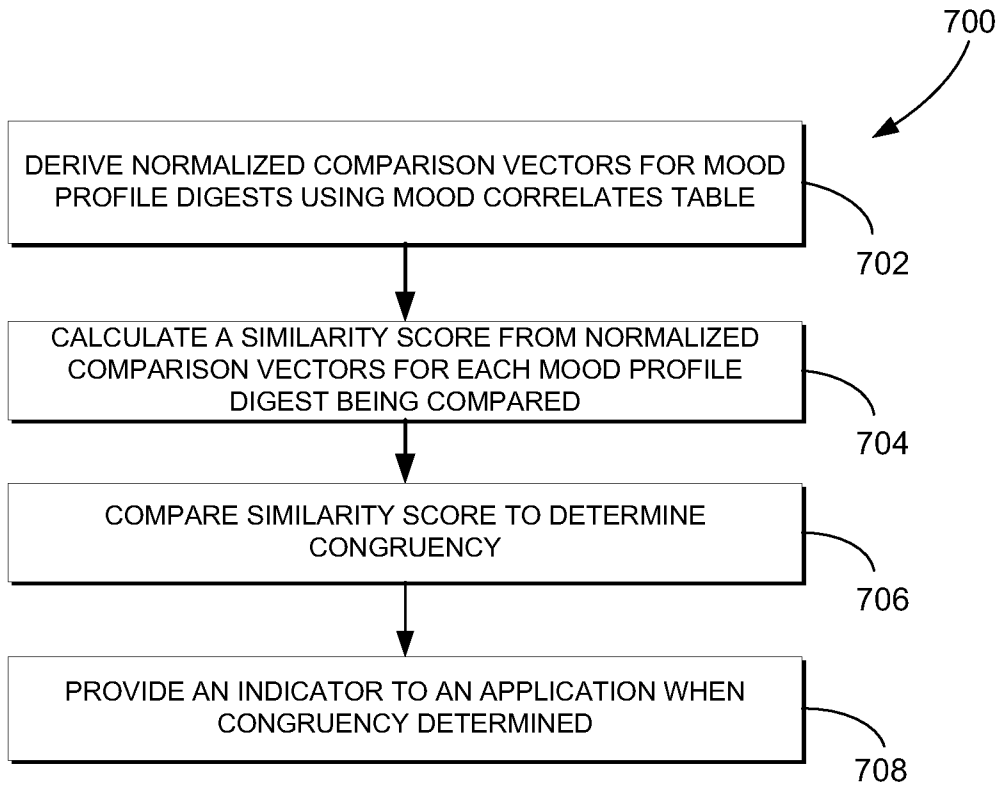 700
DERIVE NORMALIZED COMPARISON VECTORS FOR MOOD
PROFILE DIGESTS USING MOOD CORRELATES TABLE
702
CALCULATE A SIMILARITY SCORE FROM NORMALIZED
COMPARISON VECTORS FOR EACH MOOD PROFILE
DIGEST BEING COMPARED
704
COMPARE SIMILARITY SCORE TO DETERMINE
CONGRUENCY
706
PROVIDE AN INDICATOR TO AN APPLICATION WHEN
CONGRUENCY DETERMINED
708